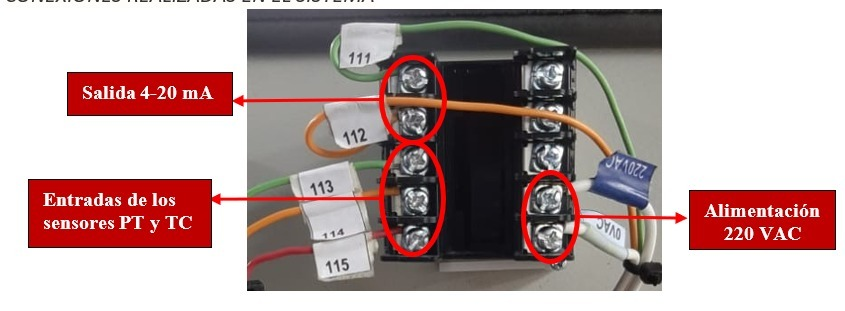 CONEXIONES REALIZADAS EN EL SISTEMA
111
Salida 4-20 mA
112
220VAC
113
Entradas de los
sensores PT y TC
114
0VAC
Alimentación
220 VAC
115